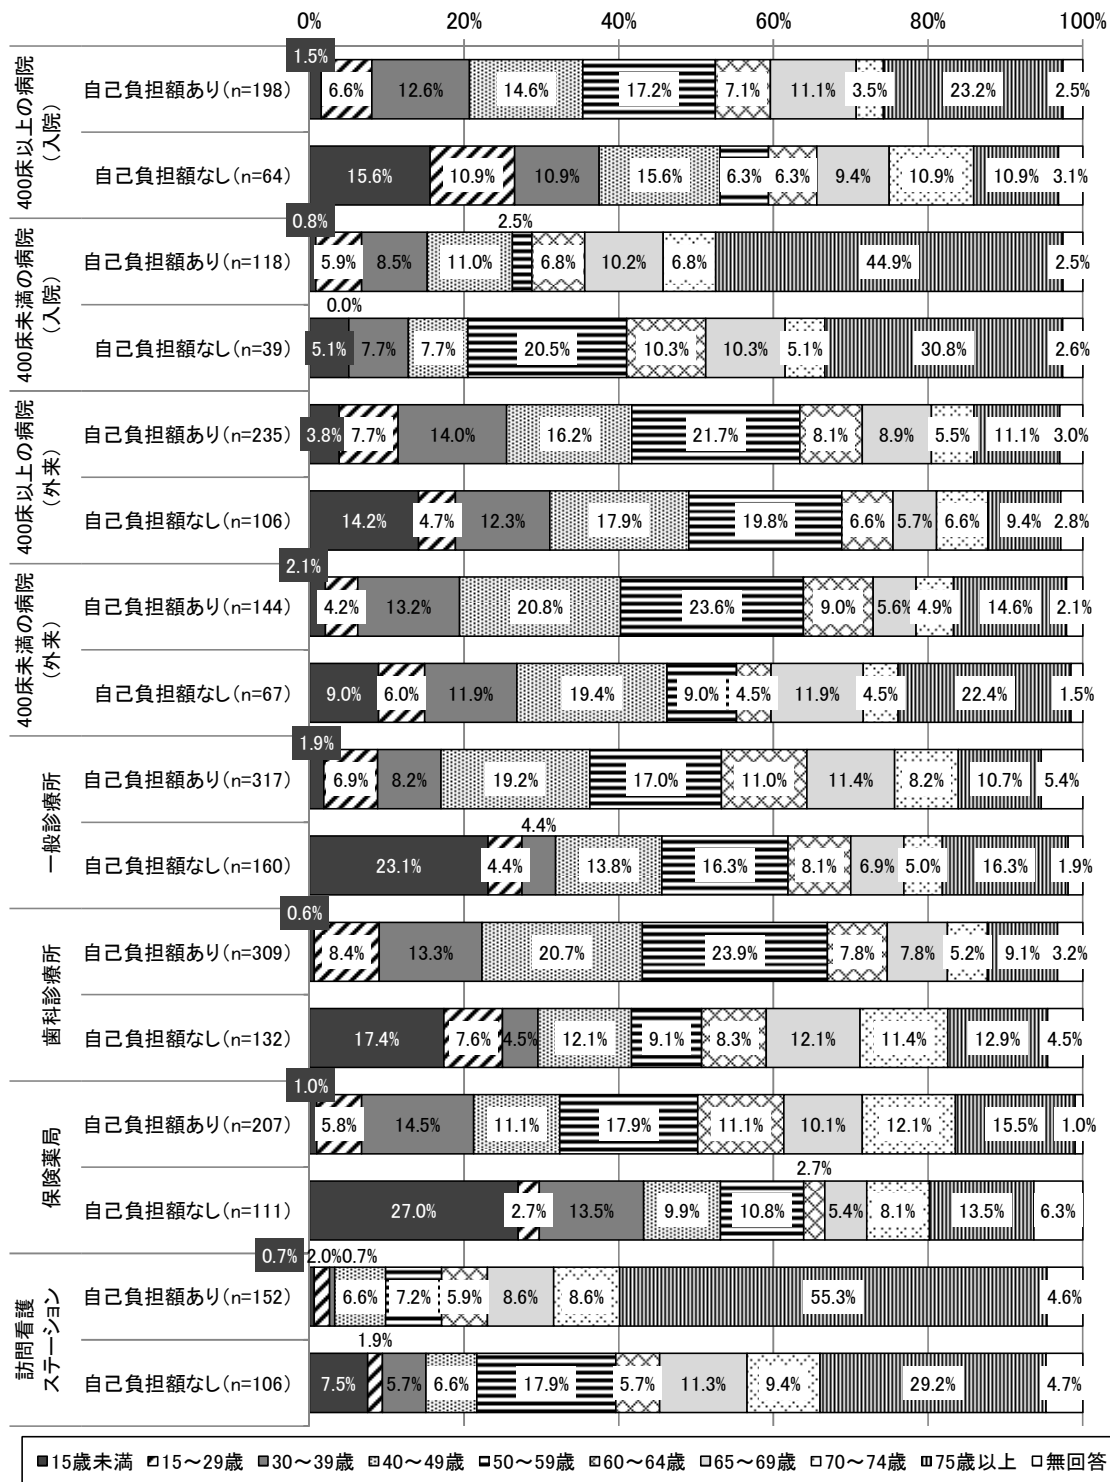 0% 20% 40% 60% 80% 100%
400床以上の病院
(入院)
1.5%
自己負担額あり(n=198) 6.6% 12.6% 14.6% 17.2% 7.1% 11.1% 3.5% 23.2% 2.5%
自己負担額なし(n=64) 15.6% 10.9% 10.9% 15.6% 6.3% 6.3% 9.4% 10.9% 10.9% 3.1%
400床未満の病院
(入院)
0.8% 2.5%
自己負担額あり(n=118) 5.9% 8.5% 11.0% 6.8% 10.2% 6.8% 44.9% 2.5%
0.0%
自己負担額なし(n=39) 5.1% 7.7% 7.7% 20.5% 10.3% 10.3% 5.1% 30.8% 2.6%
400床以上の病院
(外来)
自己負担額あり(n=235) 3.8% 7.7% 14.0% 16.2% 21.7% 8.1% 8.9% 5.5% 11.1% 3.0%
自己負担額なし(n=106) 14.2% 4.7% 12.3% 17.9% 19.8% 6.6% 5.7% 6.6% 9.4% 2.8%
400床未満の病院
(外来)
2.1%
自己負担額あり(n=144) 4.2% 13.2% 20.8% 23.6% 9.0% 5.6% 4.9% 14.6% 2.1%
自己負担額なし(n=67) 9.0% 6.0% 11.9% 19.4% 9.0% 4.5% 11.9% 4.5% 22.4% 1.5%
一般診療所
1.9%
自己負担額あり(n=317) 6.9% 8.2% 19.2% 17.0% 11.0% 11.4% 8.2% 10.7% 5.4%
4.4%
自己負担額なし(n=160) 23.1% 4.4% 13.8% 16.3% 8.1% 6.9% 5.0% 16.3% 1.9%
歯科診療所
0.6%
自己負担額あり(n=309) 8.4% 13.3% 20.7% 23.9% 7.8% 7.8% 5.2% 9.1% 3.2%
自己負担額なし(n=132) 17.4% 7.6% 4.5% 12.1% 9.1% 8.3% 12.1% 11.4% 12.9% 4.5%
保険薬局
1.0%
自己負担額あり(n=207) 5.8% 14.5% 11.1% 17.9% 11.1% 10.1% 12.1% 15.5% 1.0%
2.7%
自己負担額なし(n=111) 27.0% 2.7% 13.5% 9.9% 10.8% 5.4% 8.1% 13.5% 6.3%
訪問看護
ステーション
0.7% 2.0% 0.7%
自己負担額あり(n=152) 6.6% 7.2% 5.9% 8.6% 8.6% 55.3% 4.6%
1.9%
自己負担額なし(n=106) 7.5% 5.7% 6.6% 17.9% 5.7% 11.3% 9.4% 29.2% 4.7%
15歳未満 15~29歳 30~39歳 40~49歳 50~59歳 60~64歳 65~69歳 70~74歳 75歳以上 無回答